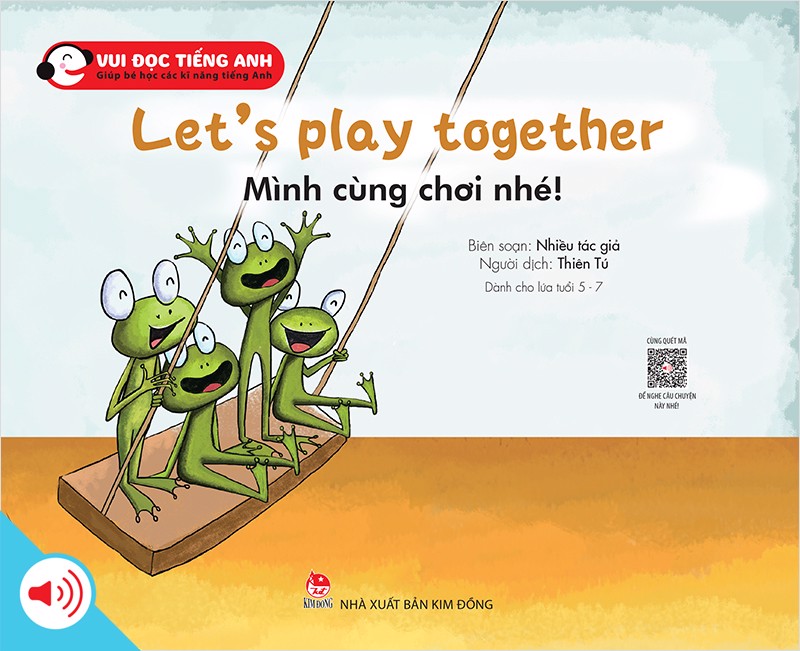 VUI ĐỌC TIẾNG ANH
Giúp bé học các kĩ năng tiếng Anh
Let's play together
Mình cùng chơi nhé!
Biên soạn: Nhiều tác giả
Người dịch: Thiên Tú
Dành cho lứa tuổi 5 - 7
CÙNG QUÉT MÃ
ĐỂ NGHE CÂU CHUYỆN
NÀY NHÉ!
KIM ĐỒNG
NHÀ XUẤT BẢN KIM ĐỒNG